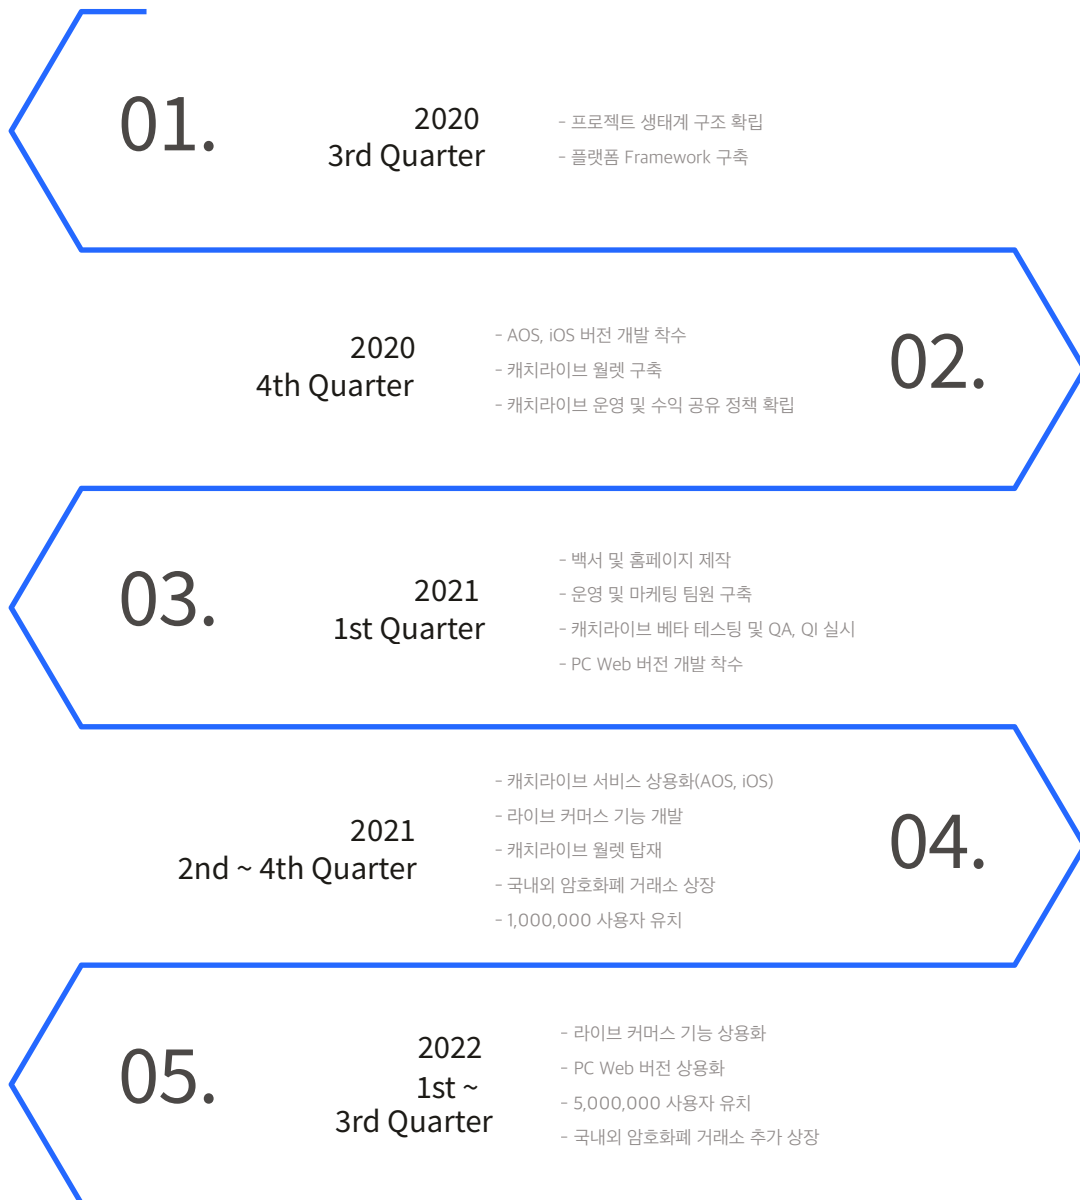 01.
2020
3rd Quarter
- 프로젝트 생태계 구조 확립
- 플랫폼 Framework 구축
2020
4th Quarter
- AOS, iOS 버전 개발 착수
- 캐치라이브 월렛 구축
- 캐치라이브 운영 및 수익 공유 정책 확립
02.
03.
2021
1st Quarter
- 백서 및 홈페이지 제작
- 운영 및 마케팅 팀원 구축
- 캐치라이브 베타 테스팅 및 QA, QI 실시
- PC Web 버전 개발 착수
2021
2nd ~ 4th Quarter
- 캐치라이브 서비스 상용화(AOS, iOS)
- 라이브 커머스 기능 개발
- 캐치라이브 월렛 탑재
- 국내외 암호화폐 거래소 상장
- 1,000,000 사용자 유치
04.
05.
2022
1st ~
3rd Quarter
- 라이브 커머스 기능 상용화
- PC Web 버전 상용화
- 5,000,000 사용자 유치
- 국내외 암호화폐 거래소 추가 상장